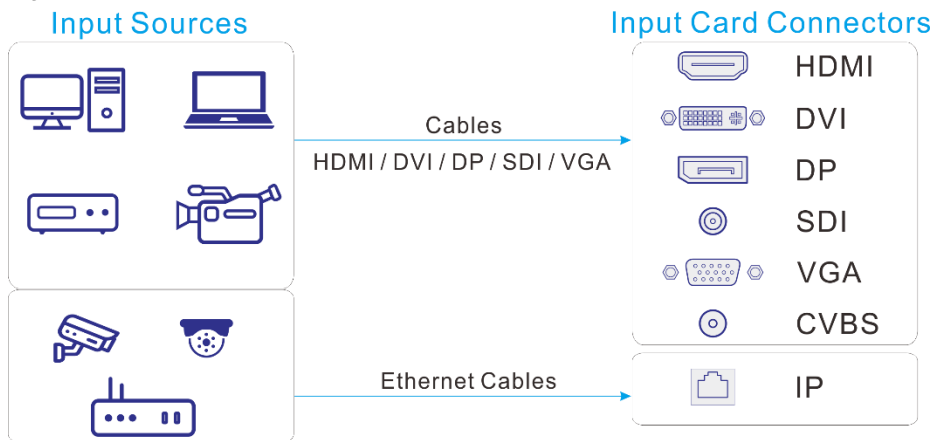 Input Sources
Input Card Connectors
HDMI
DVI
Cables
HDMI / DVI / DP / SDI / VGA
DP
SDI
VGA
CVBS
Ethernet Cables
IP